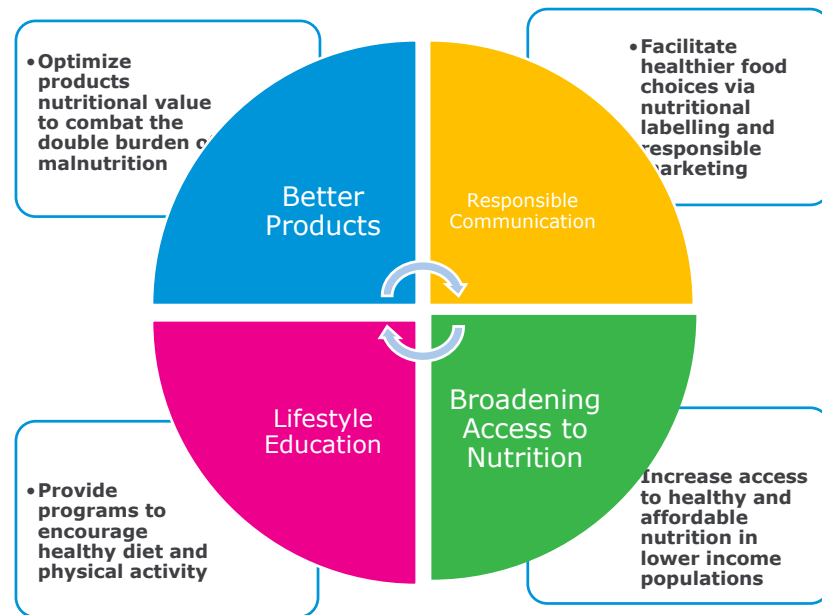 •Optimize
products
nutritional value
to combat the
double burden o
malnutrition
•Facilitate
healthier food
choices via
nutritional
labelling and
responsible
marketing
Better
Products
Responsible
Communication
Lifestyle
Education
Broadening
Access to
Nutrition
•Provide
programs to
encourage
healthy diet and
physical activity
Increase access
to healthy and
affordable
nutrition in
lower income
populations